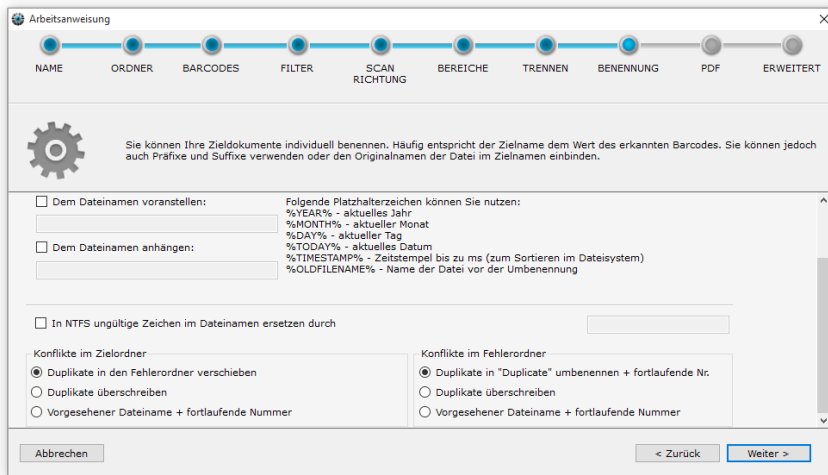 Arbeitsanweisung
NAME
ORDNER
BARCODES
FILTER
SCAN
RICHTUNG
BEREICHE
TRENNEN
BENENNUNG
PDF
ERWEITERT
Sie können Ihre Zieldokumente individuell benennen. Häufig entspricht der Zielname dem Wert des erkannten Barcodes. Sie können jedoch
auch Präfixe und Suffixe verwenden oder den Originalnamen der Datei im Zielnamen einbinden.
Dem Dateinamen voranstellen:
Dem Dateinamen anhängen:
Folgende Platzhalterzeichen können Sie nutzen:
%YEAR% - aktuelles Jahr
%MONTH% - aktueller Monat
%DAY% - aktueller Tag
%TODAY% - aktuelles Datum
%TIMESTAMP% - Zeitstempel bis zu ms (zum Sortieren im Dateisystem)
%OLDFILENAME% - Name der Datei vor der Umbenennung
In NTFS ungültige Zeichen im Dateinamen ersetzen durch
Konflikte im Zielordner
Duplikate in den Fehlerordner verschieben
Duplikate überschreiben
Vorgesehener Dateiname + fortlaufende Nummer
Konflikte im Fehlerordner
Duplikate in "Duplicate" umbenennen + fortlaufende Nr.
Duplikate überschreiben
Vorgesehener Dateiname + fortlaufende Nummer
Abbrechen
< Zurück
Weiter >